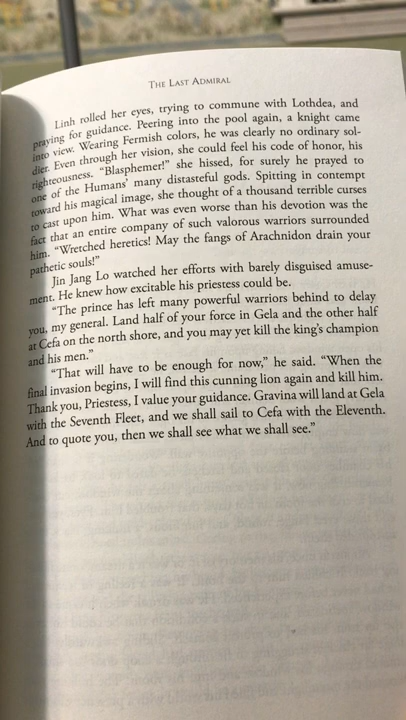 THE LAST ADMIRAL
Linh rolled her eyes, trying to commune with Lothdea, and
praying for guidance. Peering into the pool again, a knight came
into view. Wearing Fermish colors, he was clearly no ordinary sol-
dier. Even through her vision, she could feel his code of honor, his
righteousness. “Blasphemer!” she hissed, for surely he prayed to
one of the Humans’ many distasteful gods. Spitting in contempt
toward his magical image, she thought of a thousand terrible curses
to cast upon him. What was even worse than his devotion was the
fact that an entire company of such valorous warriors surrounded
him. “Wretched heretics! May the fangs of Arachnidon drain your
pathetic souls!”
Jin Jang Lo watched her efforts with barely disguised amuse-
ment. He knew how excitable his priestess could be.
“The prince has left many powerful warriors behind to delay
you, my general. Land half of your force in Gela and the other half
at Cefa on the north shore, and you may yet kill the king’s champion
and his men.”
“That will have to be enough for now,” he said. “When the
final invasion begins, I will find this cunning lion again and kill him.
Thank you, Priestess, I value your guidance. Gravina will land at Gela
with the Seventh Fleet, and we shall sail to Cefa with the Eleventh.
And to quote you, then we shall see what we shall see.”